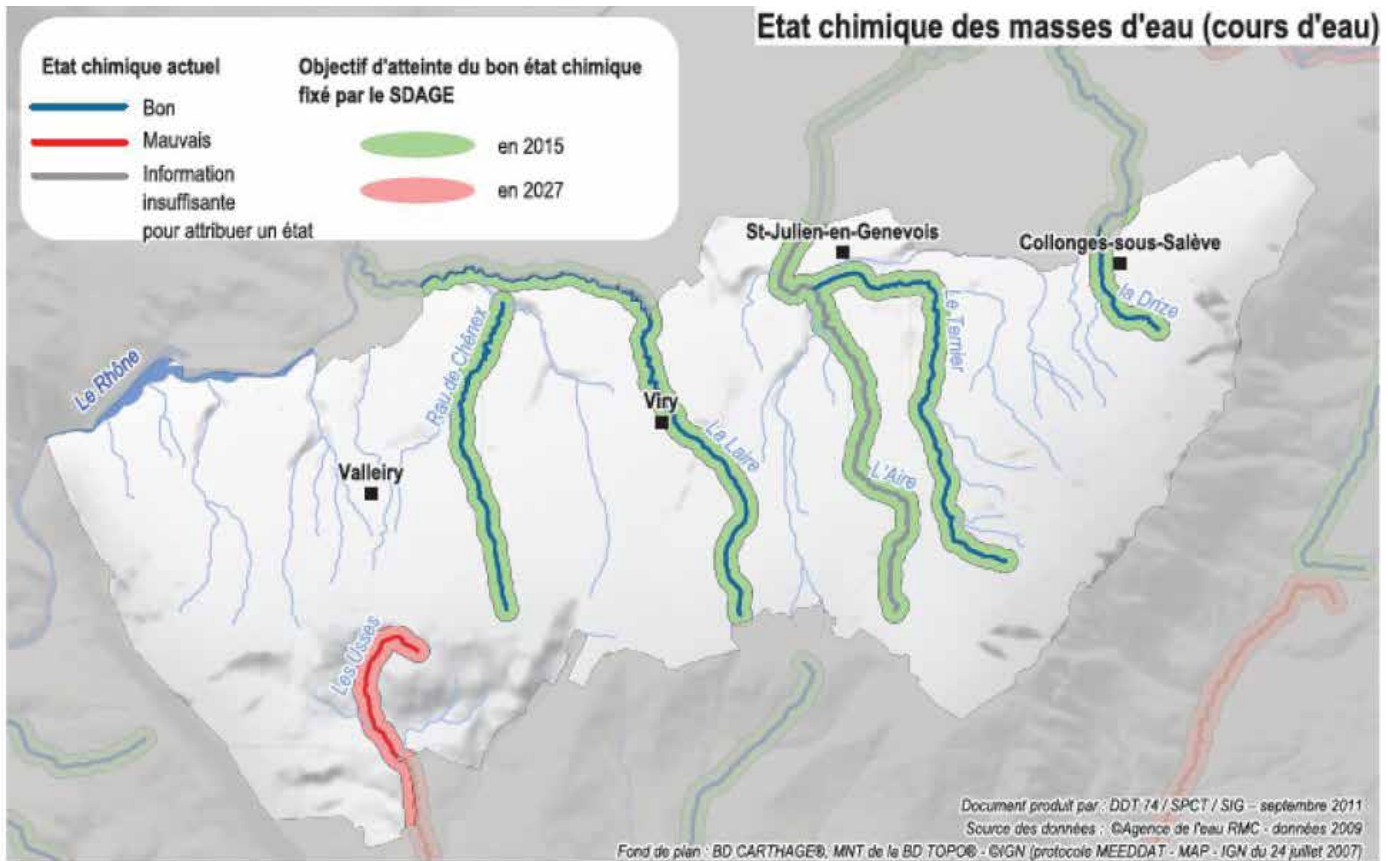 Etat chimique des masses d'eau (cours d'eau)
Etat chimique actuel
Bon
Mauvais
Information
insuffisante
pour attribuer un état
Objectif d'atteinte du bon état chimique
fixé par le SDAGE
en 2015
en 2027
St-Julien-en-Genevois
Collonges-sous-Salève
la Drize
Le Ternier
Le Rhône
Rau de Chênex
Viry
La Laire
L'Aire
Valleiry
Les Usses
Document produit par : DDT 74 / SPCT / SIG - septembre 2011
Source des données : ©Agence de l'eau RMC - données 2009
Fond de plan : BD CARTHAGE®, MNT de la BD TOPO® - ©IGN (protocole MEEDDAT - MAP - IGN du 24 juillet 2007)